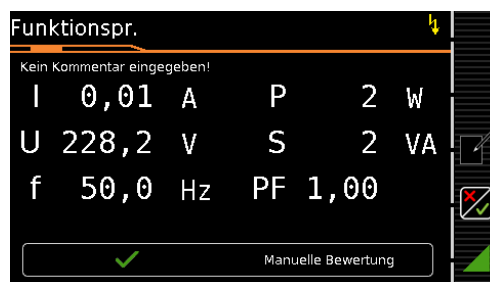 Funktionspr.
Kein Kommentar eingegeben!
I 0,01 A P 2 W
U 228,2 V S 2 VA
f 50,0 Hz PF 1,00
Manuelle Bewertung